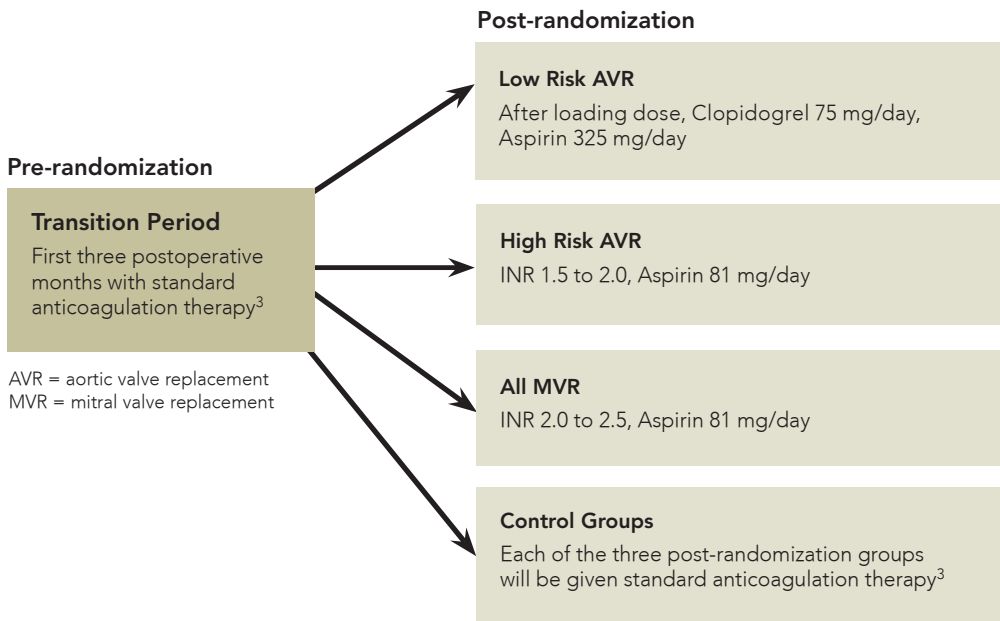 Post-randomization
Low Risk AVR
After loading dose, Clopidogrel 75 mg/day,
Aspirin 325 mg/day
Pre-randomization
Transition Period
First three postoperative
months with standard
anticoagulation therapy3
AVR = aortic valve replacement
MVR = mitral valve replacement
High Risk AVR
INR 1.5 to 2.0, Aspirin 81 mg/day
All MVR
INR 2.0 to 2.5, Aspirin 81 mg/day
Control Groups
Each of the three post-randomization groups
will be given standard anticoagulation therapy3